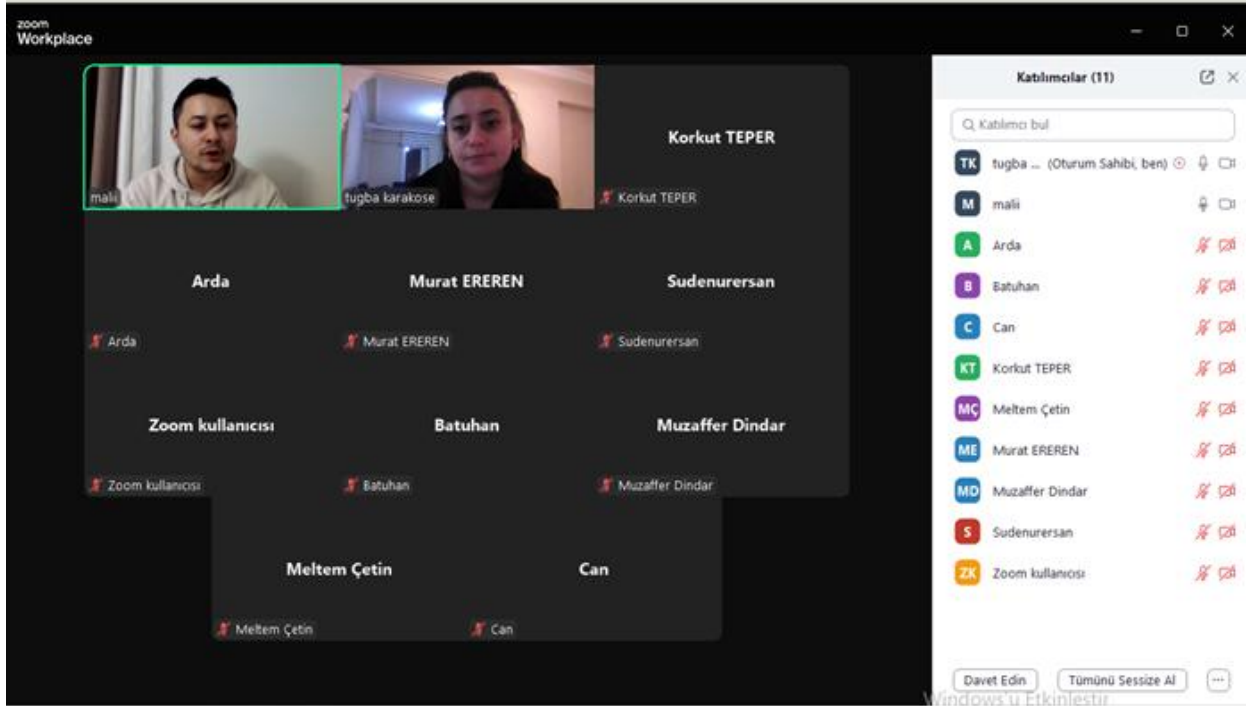 zoom
Workplace
malii
tugba karakose
Korkut TEPER
Korkut TEPER
Arda
Murat EREREN
Sudenurersan
Arda
Murat EREREN
Sudenurersan
Zoom kullanıcısı
Batuhan
Muzaffer Dindar
Zoom kullanıcısı
Batuhan
Muzaffer Dindar
Meltem Çetin
Can
Meltem Çetin
Can
Katılımcılar (11)
Katılımcı bul
TK tugba ... (Oturum Sahibi, ben)
M malii
A Arda
B Batuhan
C Can
KT Korkut TEPER
MÇ Meltem Çetin
ME Murat EREREN
MD Muzaffer Dindar
S Sudenurersan
ZK Zoom kullanıcısı
Davet Edin
Tümünü Sessize Al
Windows'u Etkinleştir